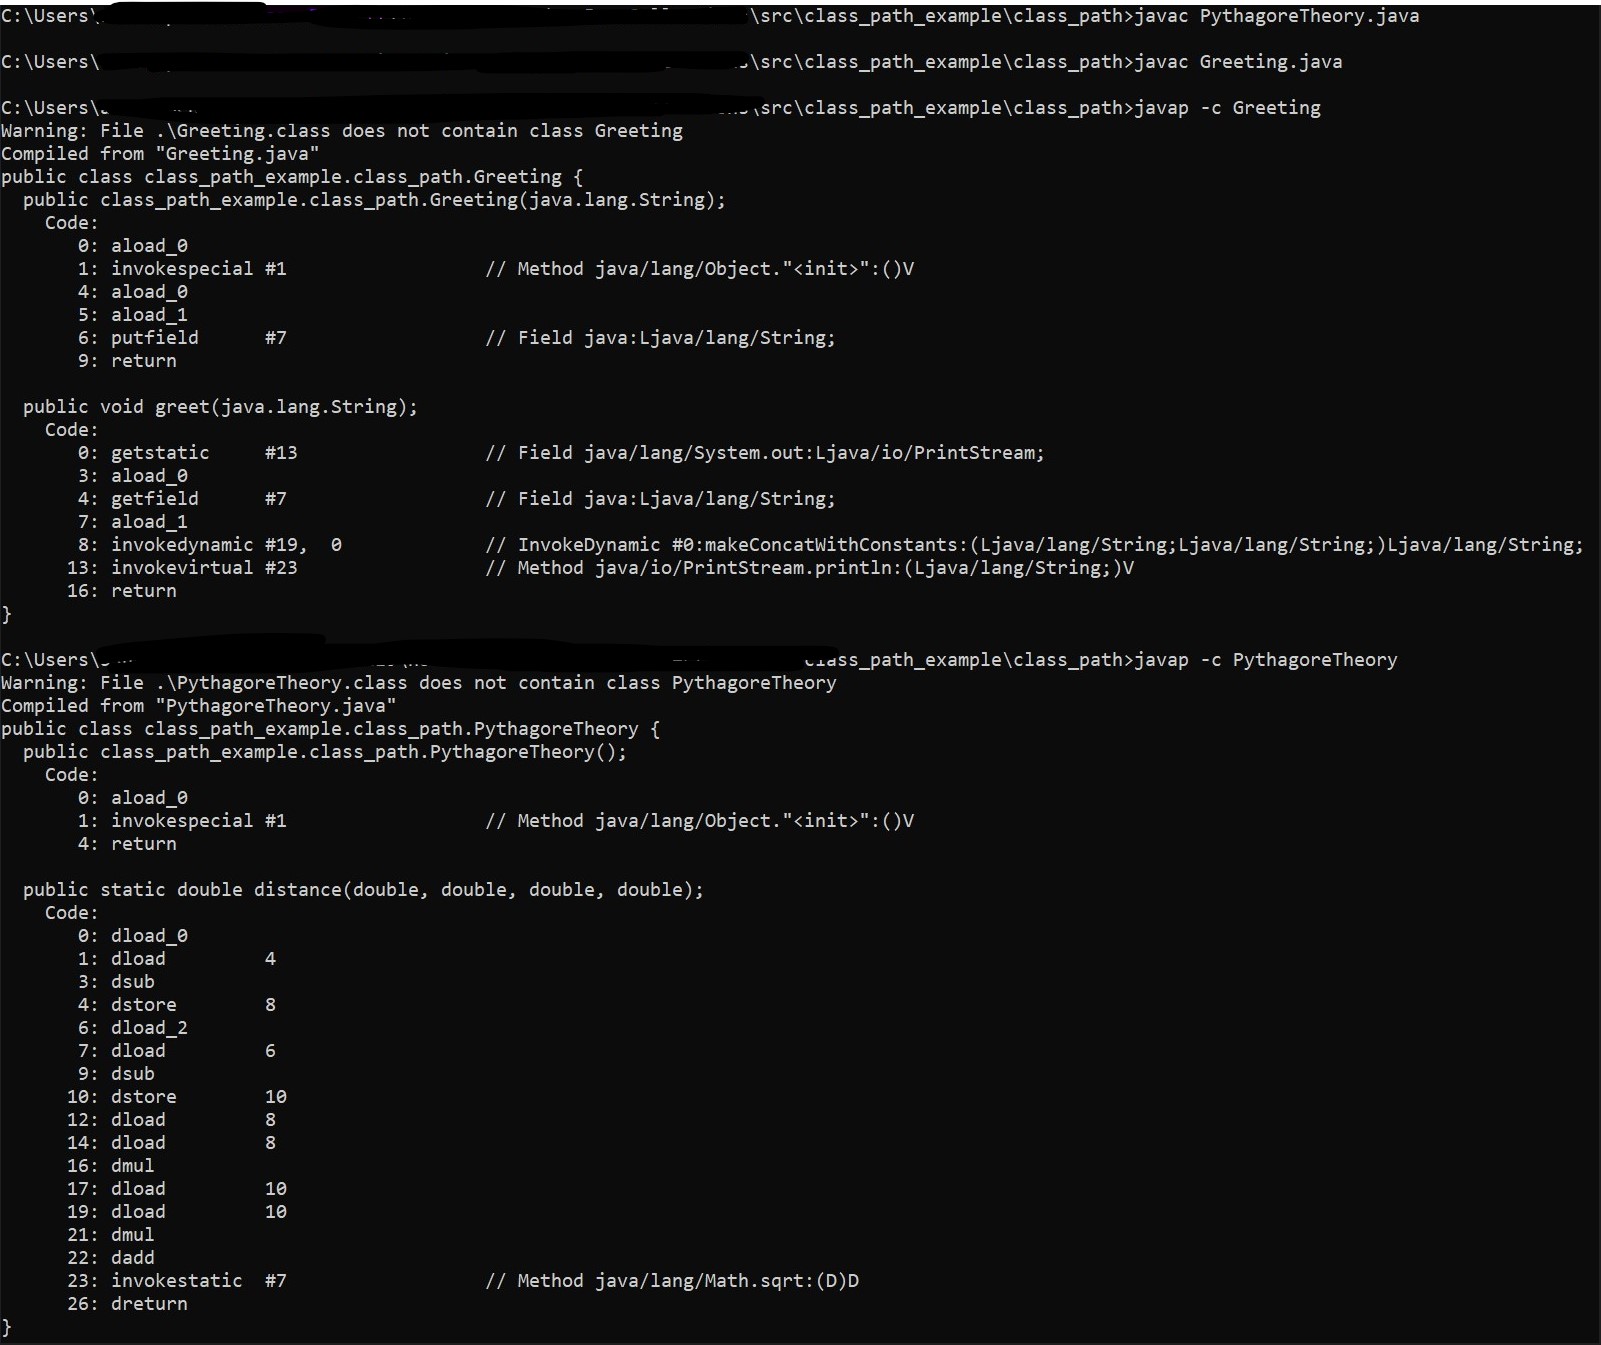 C:\Users\ \src\class_path_example\class_path>javac PythagoreTheory.java
C:\Users\ \src\class_path_example\class_path>javac Greeting.java
C:\Users\ \src\class_path_example\class_path>javap -c Greeting
Warning: File .\Greeting.class does not contain class Greeting
Compiled from "Greeting.java"
public class class_path_example.class_path.Greeting {
  public class_path_example.class_path.Greeting(java.lang.String);
    Code:
       0: aload_0
       1: invokespecial #1                  // Method java/lang/Object."<init>":()V
       4: aload_0
       5: aload_1
       6: putfield      #7                  // Field java:Ljava/lang/String;
       9: return
  public void greet(java.lang.String);
    Code:
       0: getstatic     #13                 // Field java/lang/System.out:Ljava/io/PrintStream;
       3: aload_0
       4: getfield      #7                  // Field java:Ljava/lang/String;
       7: aload_1
       8: invokedynamic #19,  0             // InvokeDynamic #0:makeConcatWithConstants:(Ljava/lang/String;Ljava/lang/String;)Ljava/lang/String;
      13: invokevirtual #23                 // Method java/io/PrintStream.println:(Ljava/lang/String;)V
      16: return
}
C:\Users\ class_path_example\class_path>javap -c PythagoreTheory
Warning: File .\PythagoreTheory.class does not contain class PythagoreTheory
Compiled from "PythagoreTheory.java"
public class class_path_example.class_path.PythagoreTheory {
  public class_path_example.class_path.PythagoreTheory();
    Code:
       0: aload_0
       1: invokespecial #1                  // Method java/lang/Object."<init>":()V
       4: return
  public static double distance(double, double, double, double);
    Code:
       0: dload_0
       1: dload         4
       3: dsub
       4: dstore        8
       6: dload_2
       7: dload         6
       9: dsub
      10: dstore        10
      12: dload         8
      14: dload         8
      16: dmul
      17: dload         10
      19: dload         10
      21: dmul
      22: dadd
      23: invokestatic  #7                  // Method java/lang/Math.sqrt:(D)D
      26: dreturn
}